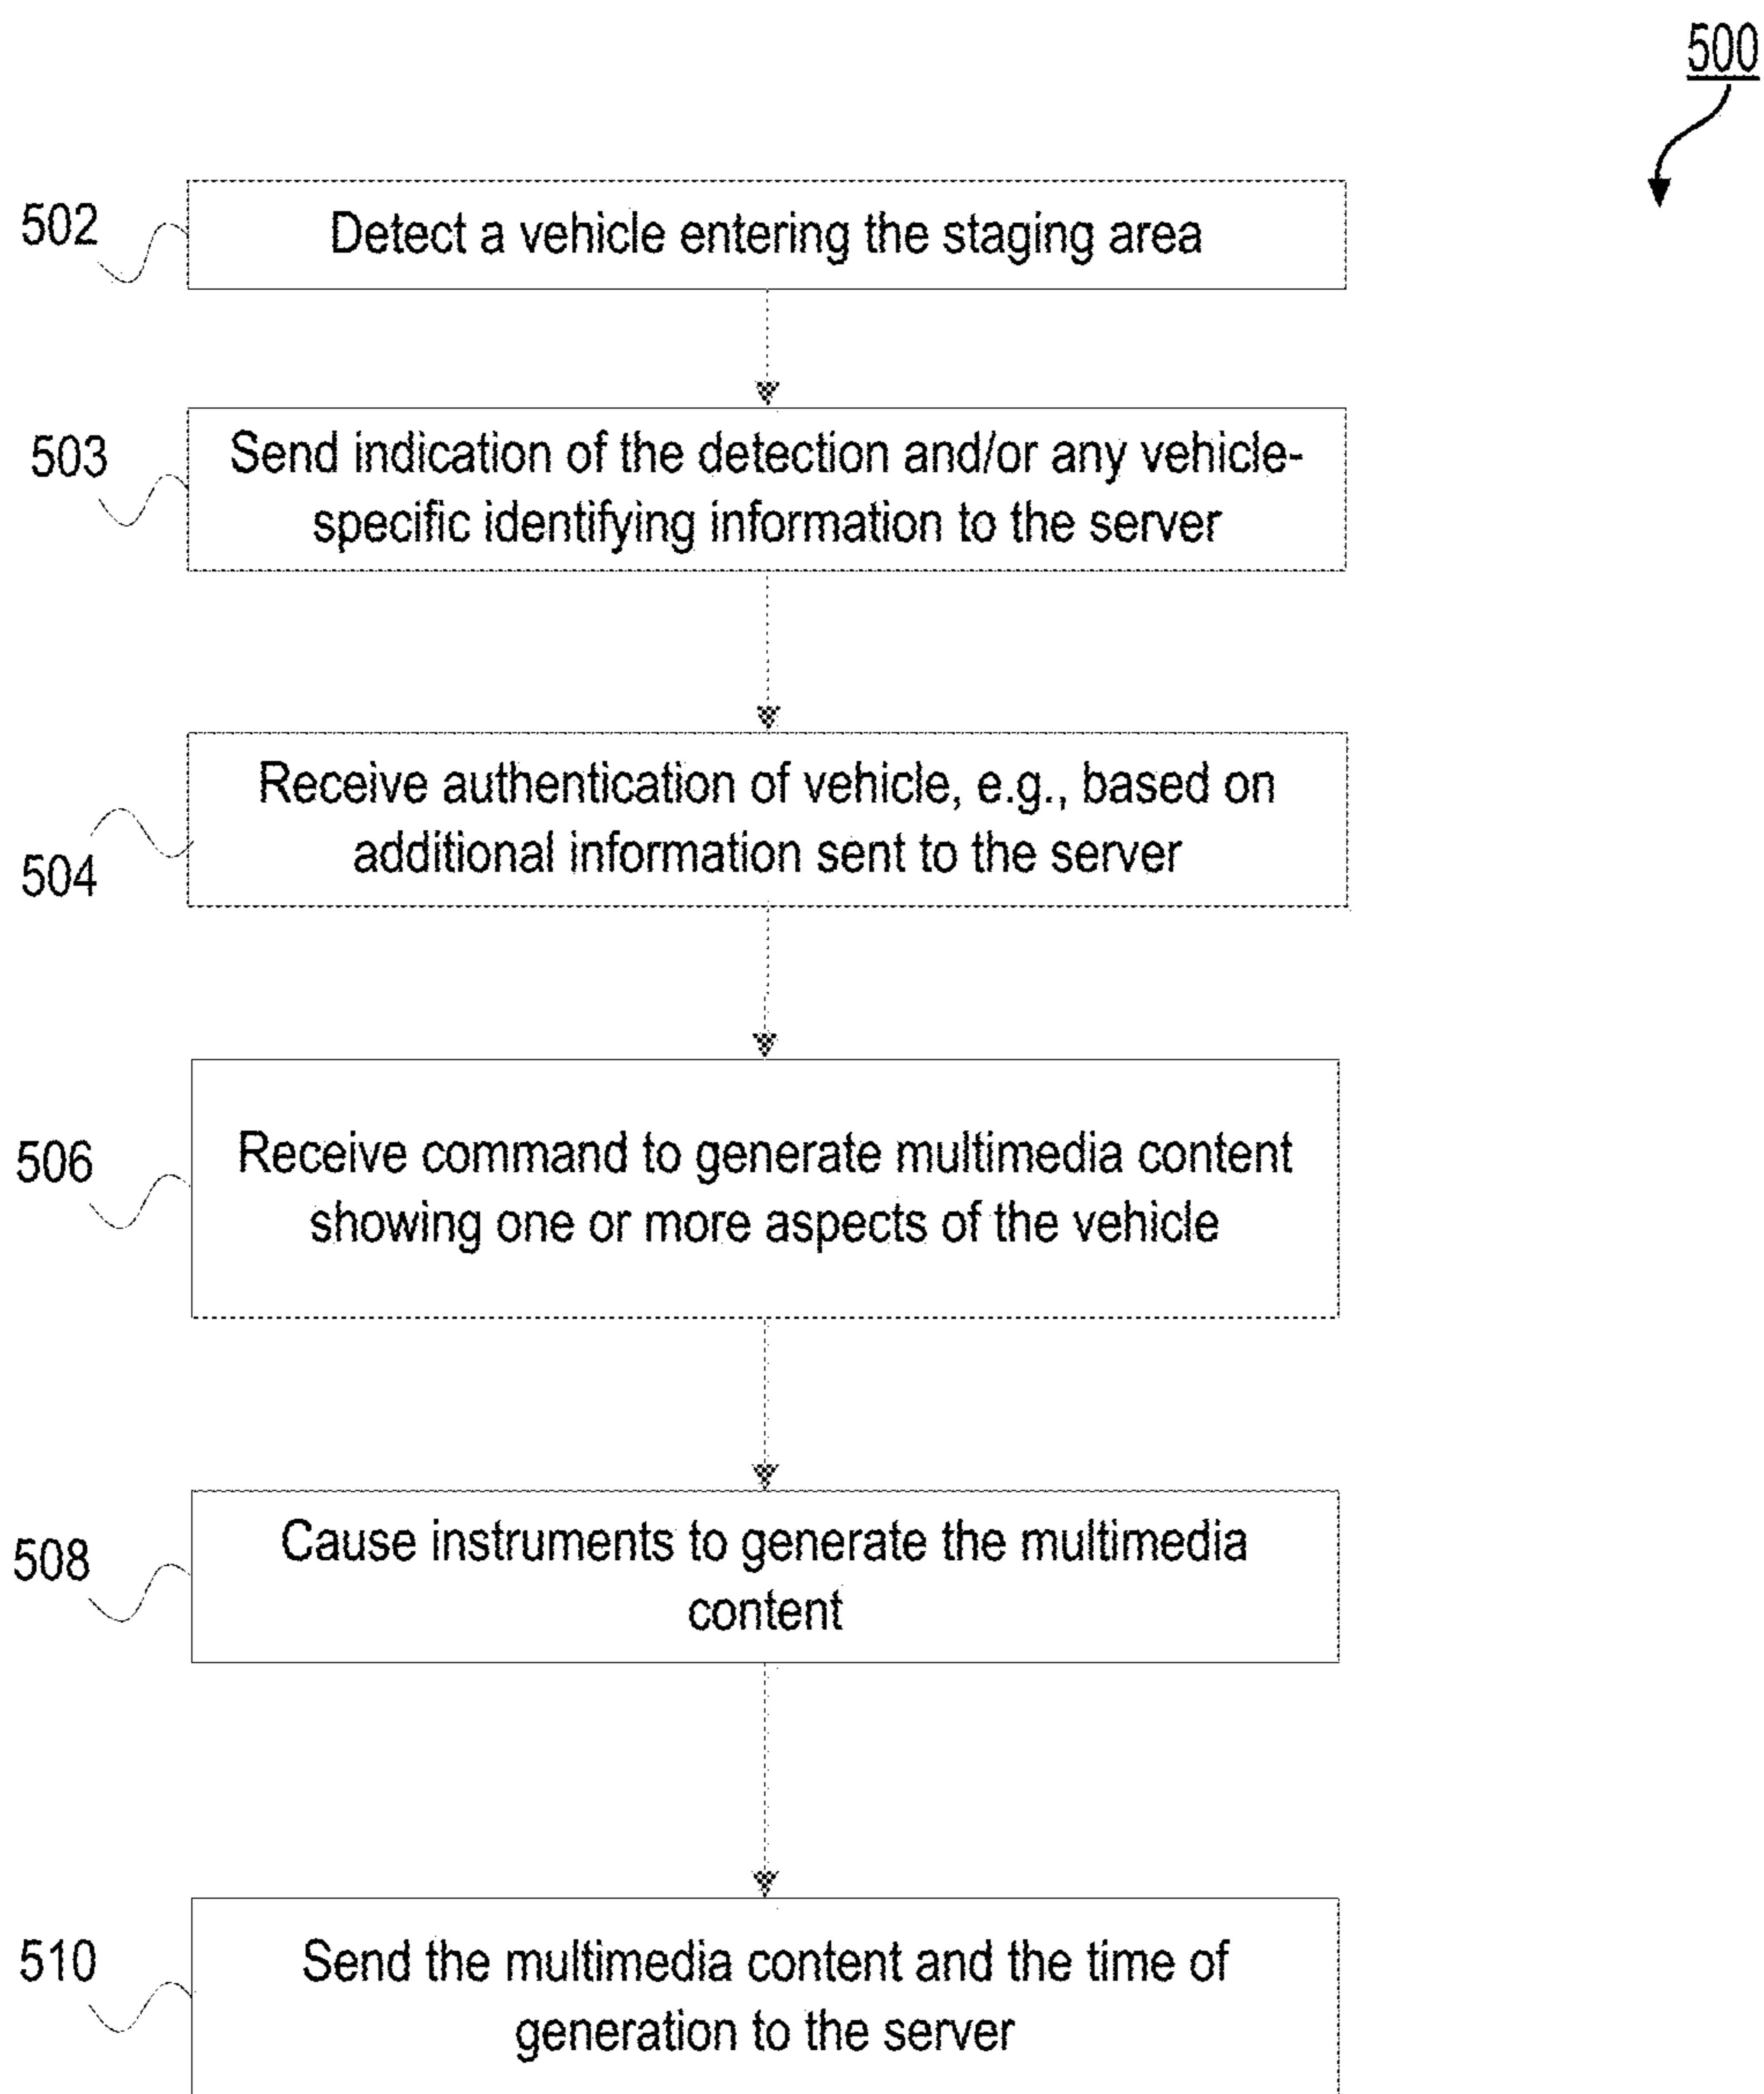 500
502
Detect a vehicle entering the staging area
503
Send indication of the detection and/or any vehicle-
specific identifying information to the server
504
Receive authentication of vehicle, e.g., based on
additional information sent to the server
506
Receive command to generate multimedia content
showing one or more aspects of the vehicle
508
Cause instruments to generate the multimedia
content
510
Send the multimedia content and the time of
generation to the server